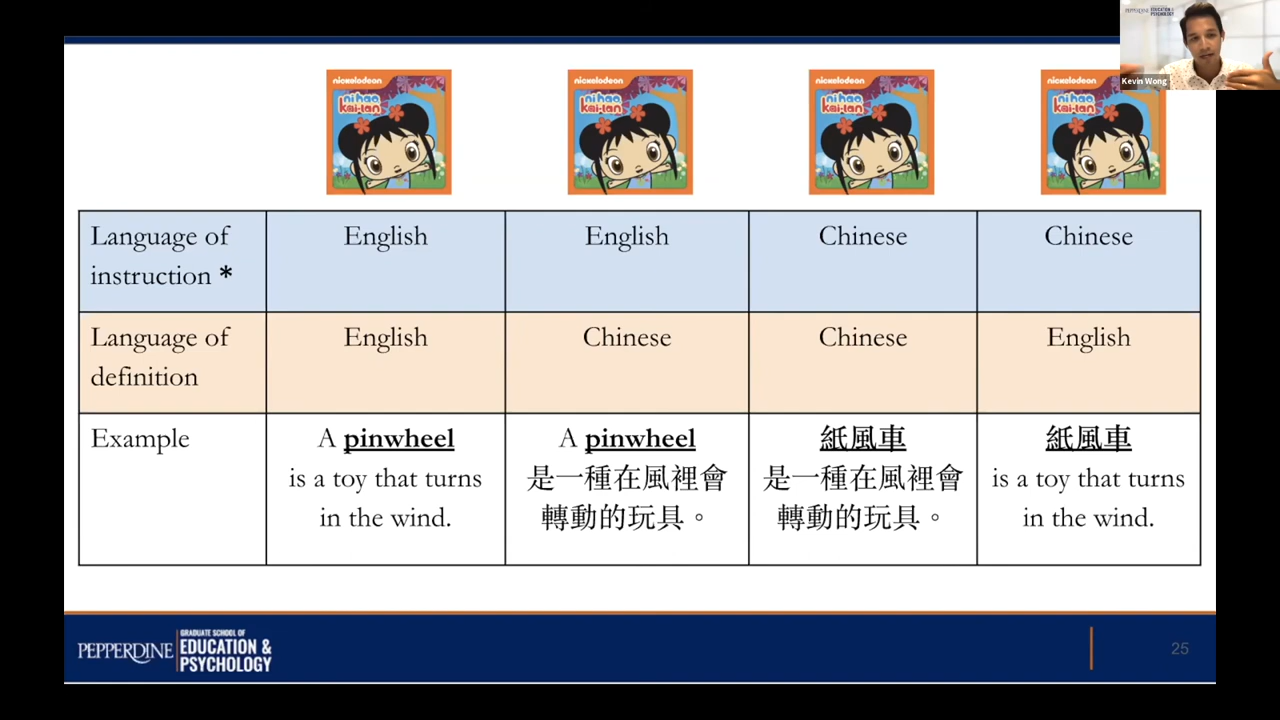 nickelodeon
ni hao
kai-lan
nickelodeon
ni hao
kai-lan
nickelodeon
ni hao
kai-lan
nickelodeon
ni hao
kai-lan
PEPPERDINE
EDUCATION &
PSYCHOLOGY
Kevin Wong
Language of
instruction *
English
English
Chinese
Chinese
Language of
definition
English
Chinese
Chinese
English
Example
A pinwheel
is a toy that turns
in the wind.
A pinwheel
是一種在風裡會
轉動的玩具。
紙風車
是一種在風裡會
轉動的玩具。
紙風車
is a toy that turns
in the wind.
PEPPERDINE
GRADUATE SCHOOL OF
EDUCATION &
PSYCHOLOGY
25